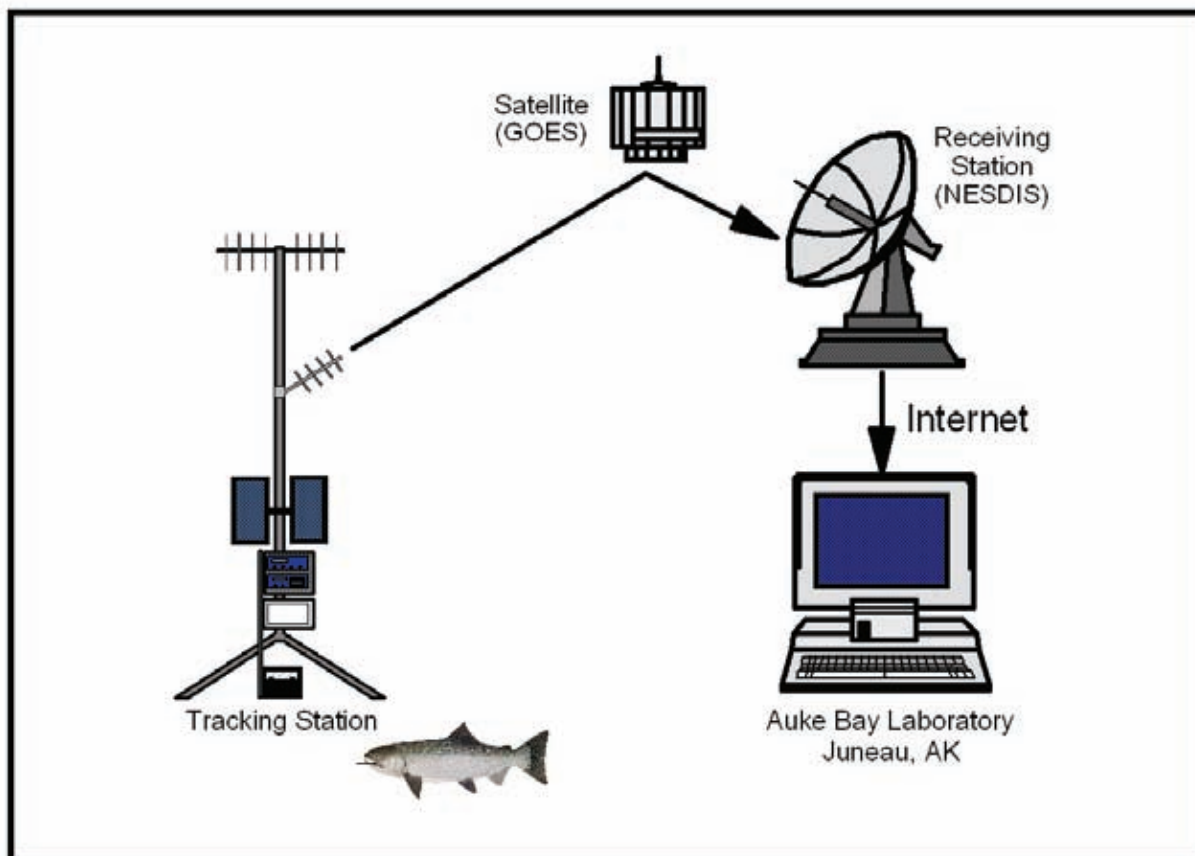 Satellite
(GOES)
Receiving
Station
(NESDIS)
Internet
Tracking Station
Auke Bay Laboratory
Juneau, AK